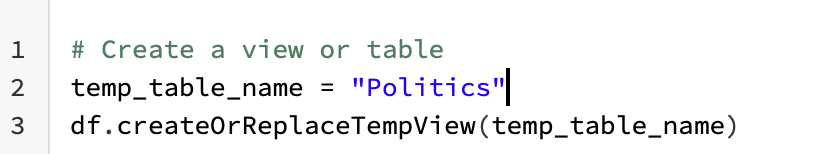 1 # Create a view or table
2 temp_table_name = "Politics"
3 df.createOrReplaceTempView(temp_table_name)